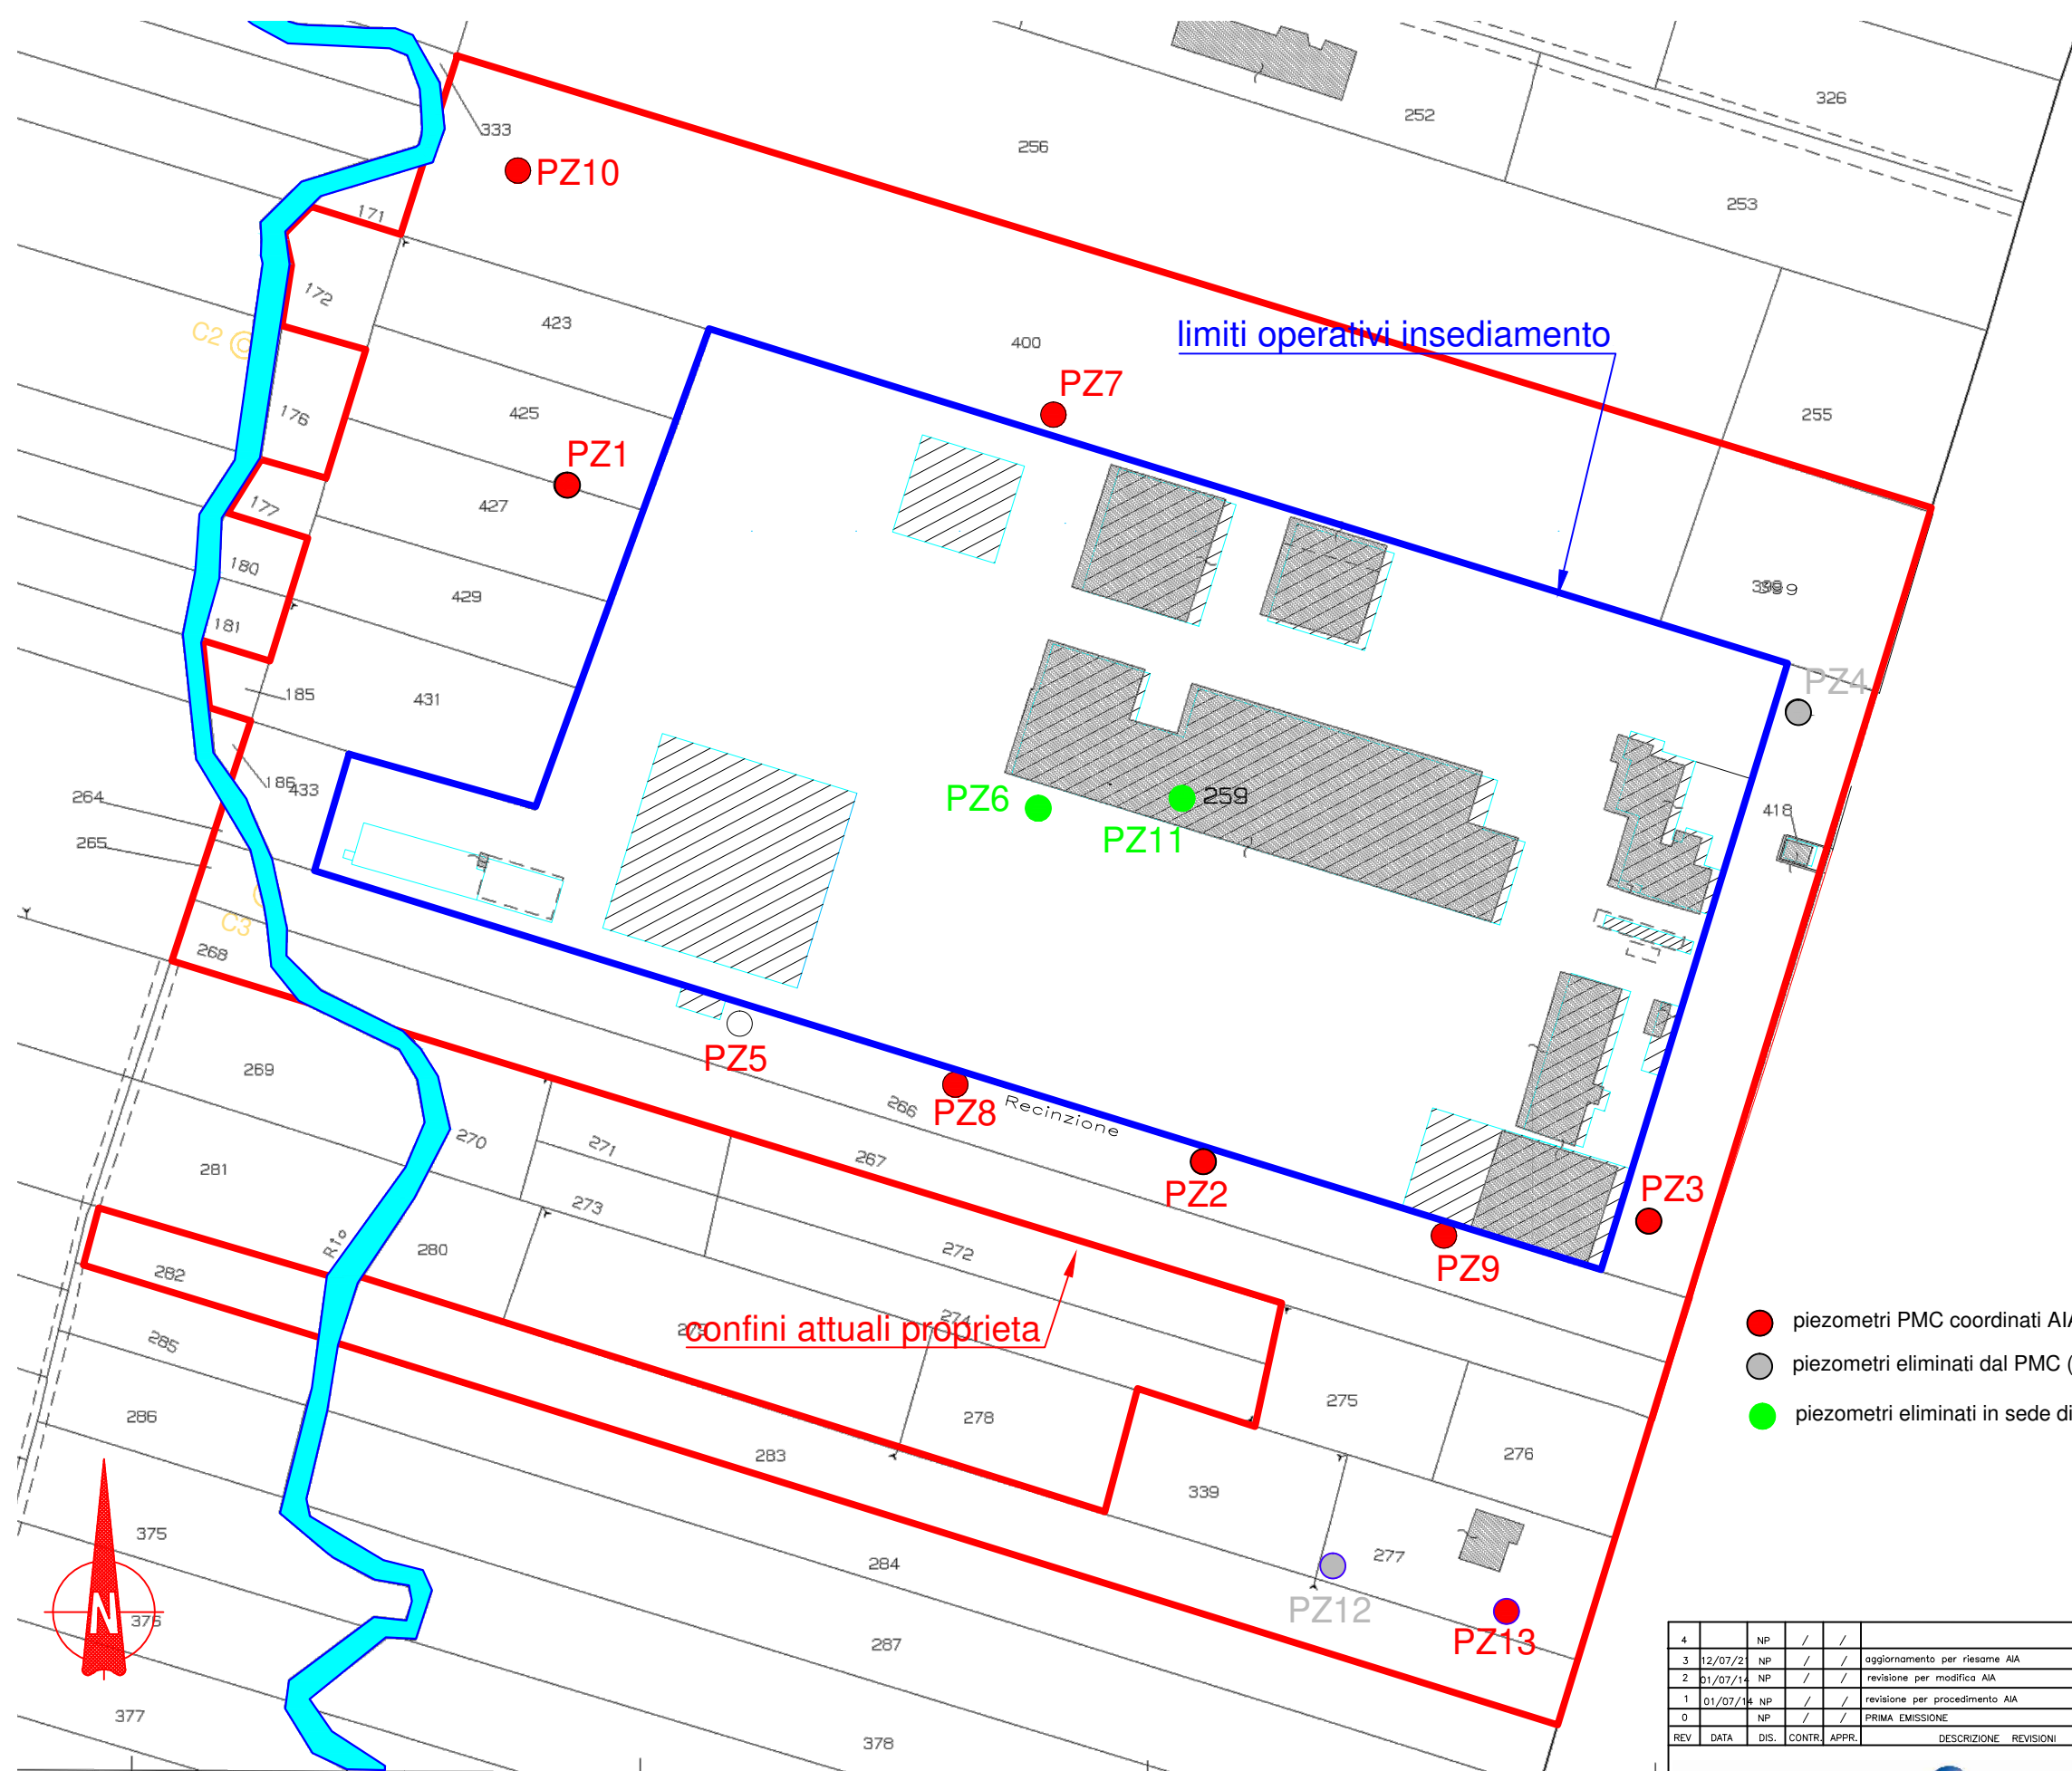 326
252
333
256
PZ10
253
171
172
423
C2
400
limiti operativi insediamento
PZ7
176
425
255
PZ1
177
427
180
429
399
181
185
431
PZ4
186
433
264
PZ6
259
418
265
PZ11
C3
268
PZ5
269
266
PZ8
Recinzione
270
271
267
281
PZ2
PZ3
273
Rio
280
272
PZ9
282
274
confini attuali proprieta
piezometri PMC coordinati AIA
285
piezometri eliminati dal PMC (
275
286
278
piezometri eliminati in sede di
283
276
339
375
284
277
N
376
PZ12
287
PZ13
377
378
4 NP / /
3 12/07/21 NP / / aggiornamento per riesame AIA
2 01/07/14 NP / / revisione per modifica AIA
1 01/07/14 NP / / revisione per procedimento AIA
0 NP / / PRIMA EMISSIONE
REV DATA DIS. CONTR. APPR. DESCRIZIONE REVISIONI